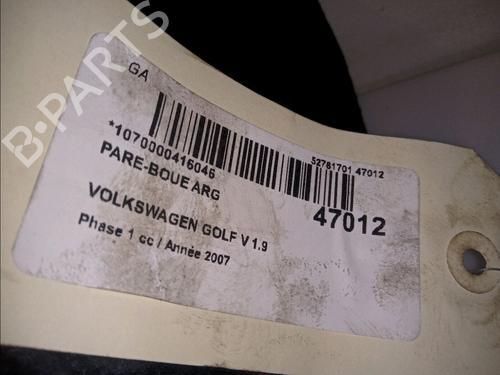 B-PARTS
GA
*1070000416046
52781701 47012
PARE-BOUE ARG
47012
VOLKSWAGEN GOLF V 1.9
Phase 1 cc / Année 2007